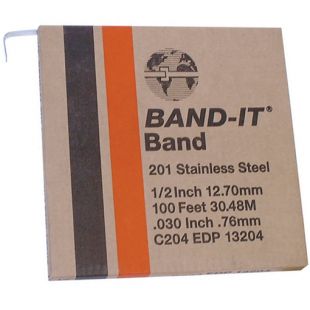 BAND-IT®
Band
201 Stainless Steel
1/2 Inch 12.70mm
100 Feet 30.48M
.030 Inch .76mm
C204 EDP 13204